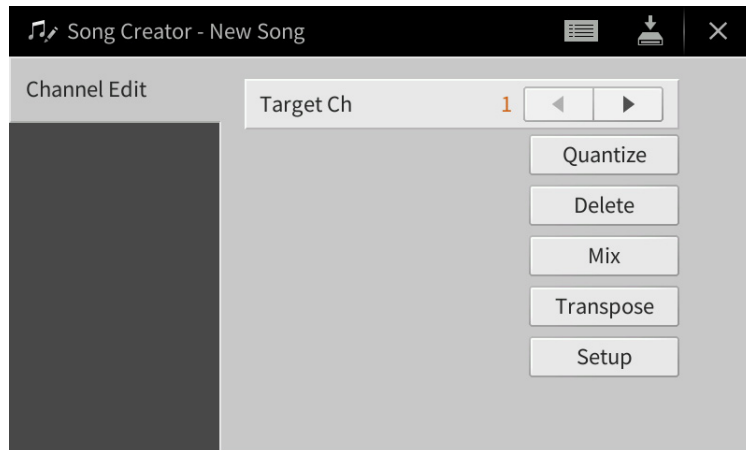 Song Creator - New Song
Channel Edit
Target Ch 1
Quantize
Delete
Mix
Transpose
Setup